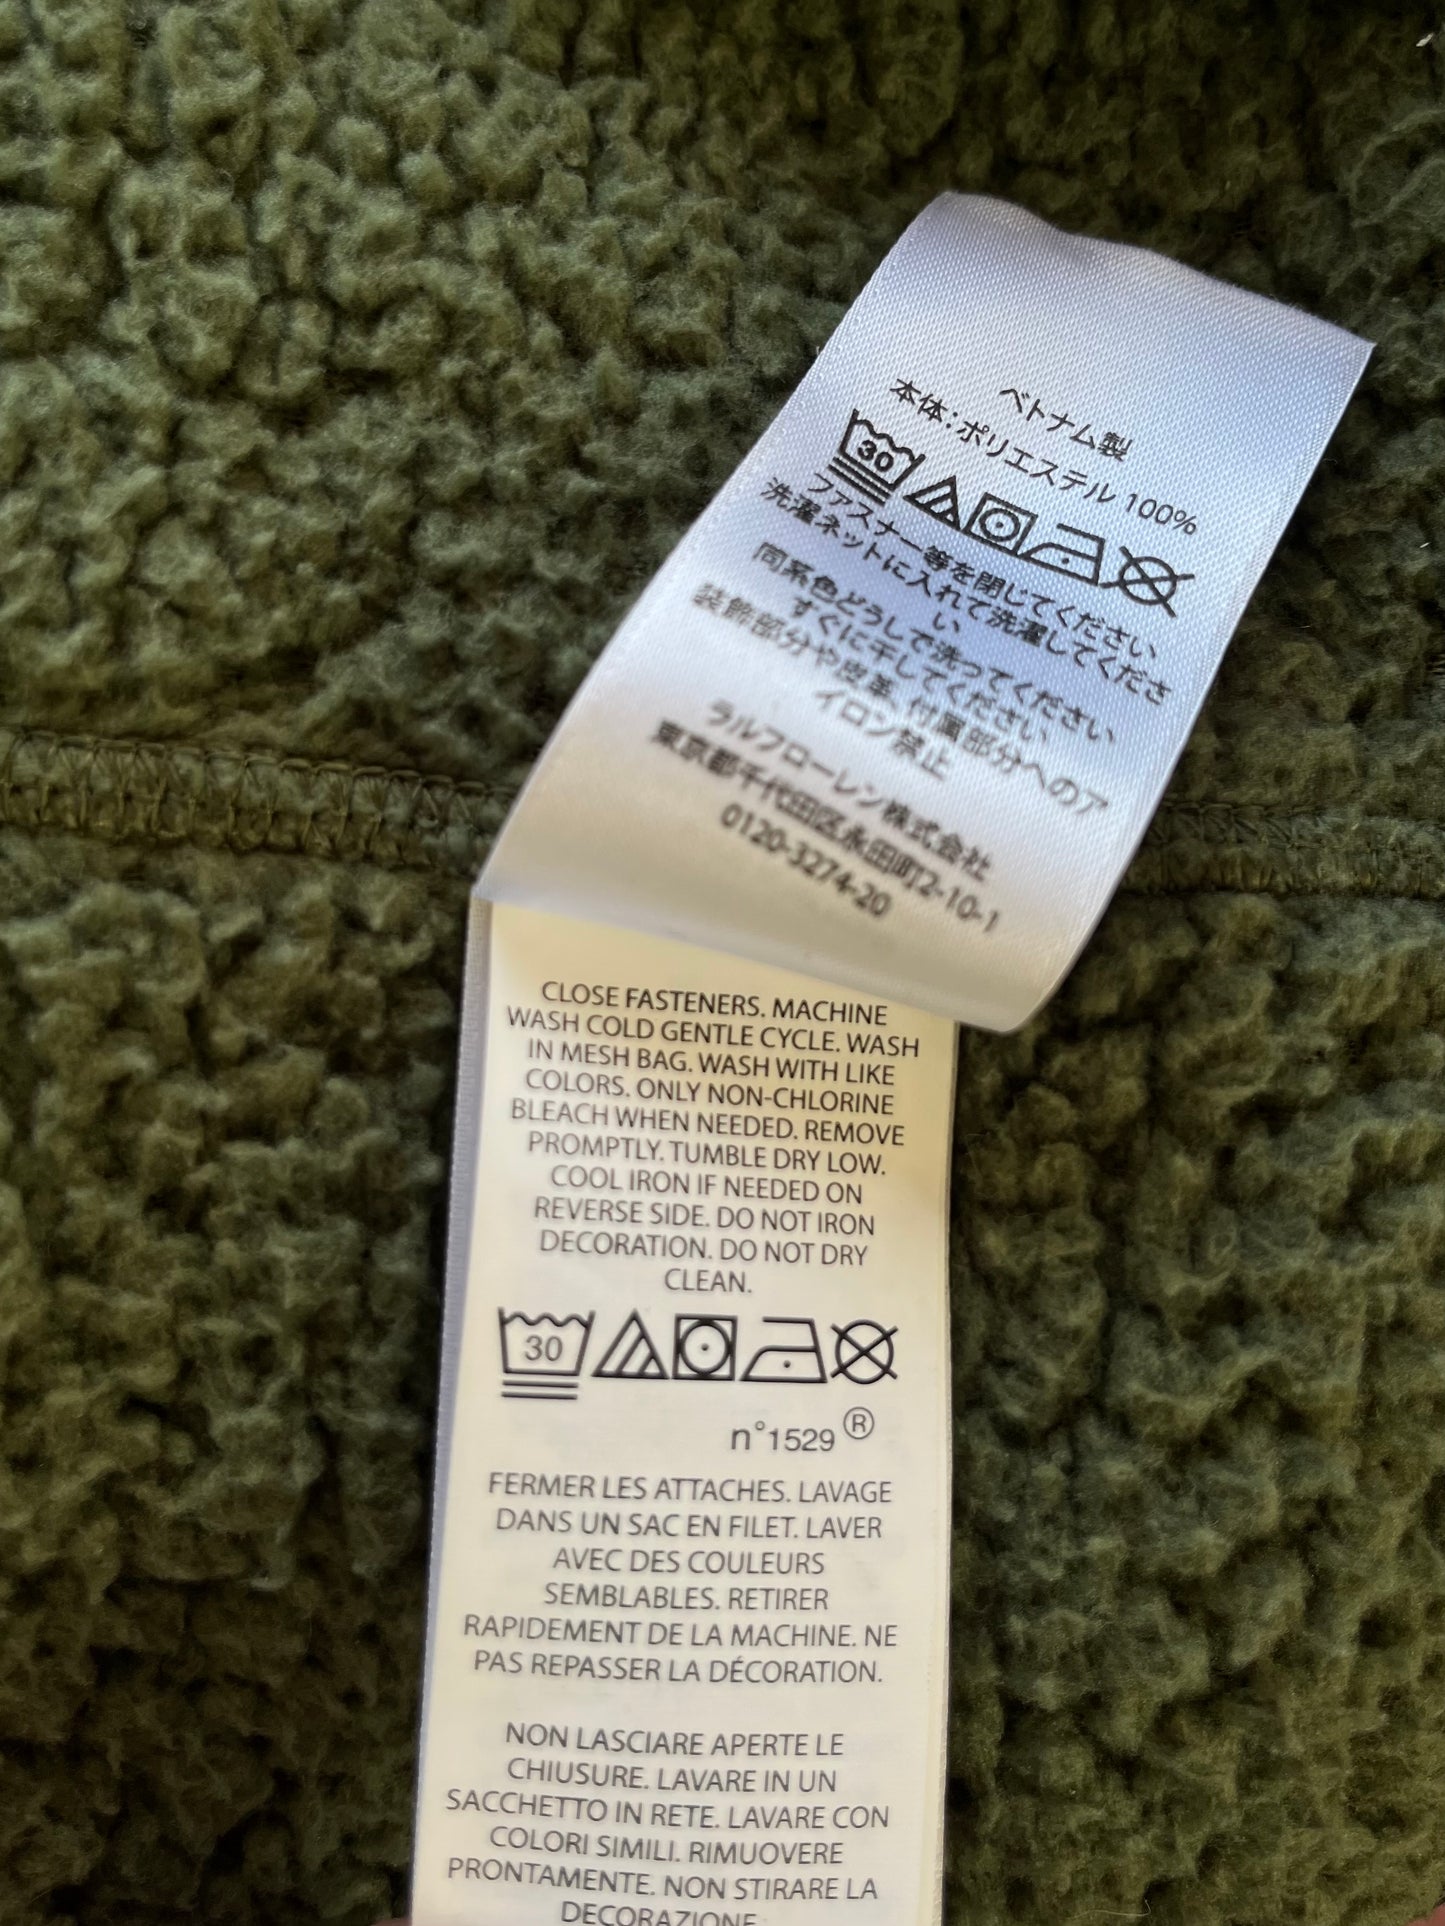 ベトナム製
本体:ポリエステル 100%
30
ファスナー等を閉じてください
洗濯ネットに入れて洗濯してくださ
い
同系色どうしで洗ってください
すぐに干してください
装飾部分や皮革、付属部分へのア
イロン禁止
ラルフローレン株式会社
東京都千代田区永田町2-10-1
0120-3274-20
CLOSE FASTENERS. MACHINE
WASH COLD GENTLE CYCLE. WASH
IN MESH BAG. WASH WITH LIKE
COLORS. ONLY NON-CHLORINE
BLEACH WHEN NEEDED. REMOVE
PROMPTLY. TUMBLE DRY LOW.
COOL IRON IF NEEDED ON
REVERSE SIDE. DO NOT IRON
DECORATION. DO NOT DRY
CLEAN.
30
n°1529 ®
FERMER LES ATTACHES. LAVAGE
DANS UN SAC EN FILET. LAVER
AVEC DES COULEURS
SEMBLABLES. RETIRER
RAPIDEMENT DE LA MACHINE. NE
PAS REPASSER LA DÉCORATION.
NON LASCIARE APERTE LE
CHIUSURE. LAVARE IN UN
SACCHETTO IN RETE. LAVARE CON
COLORI SIMILI. RIMUOVERE
PRONTAMENTE. NON STIRARE LA
DECORAZIONE